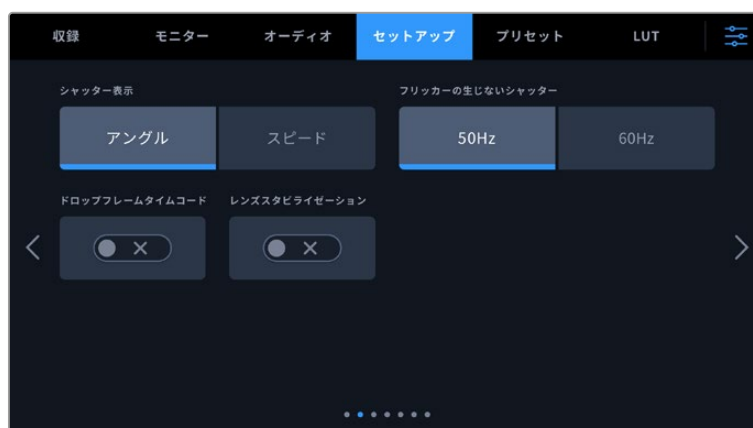 収録 モニター オーディオ セットアップ プリセット LUT
シャッター表示 フリッカーの生じないシャッター
アングル スピード 50Hz 60Hz
ドロップフレームタイムコード レンズスタビライゼーション